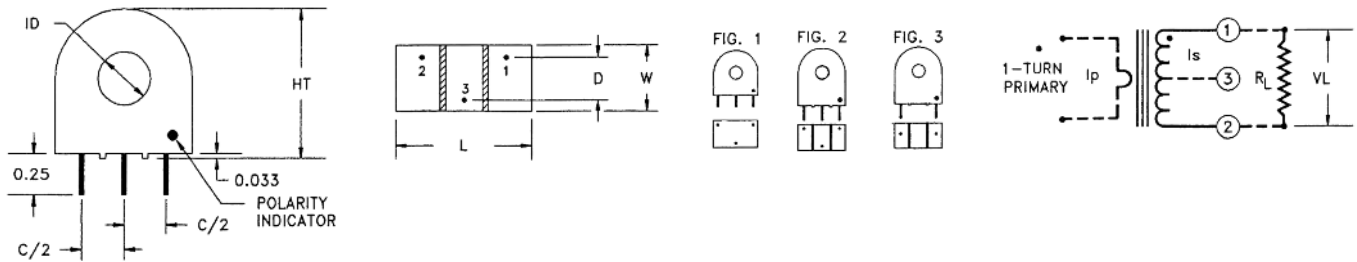 ID
HT
0.25
0.033
POLARITY
INDICATOR
C/2
C/2
2
1
3
D
W
L
FIG. 1
FIG. 2
FIG. 3
1-TURN
PRIMARY
Ip
Is
1
3
2
RL
VL